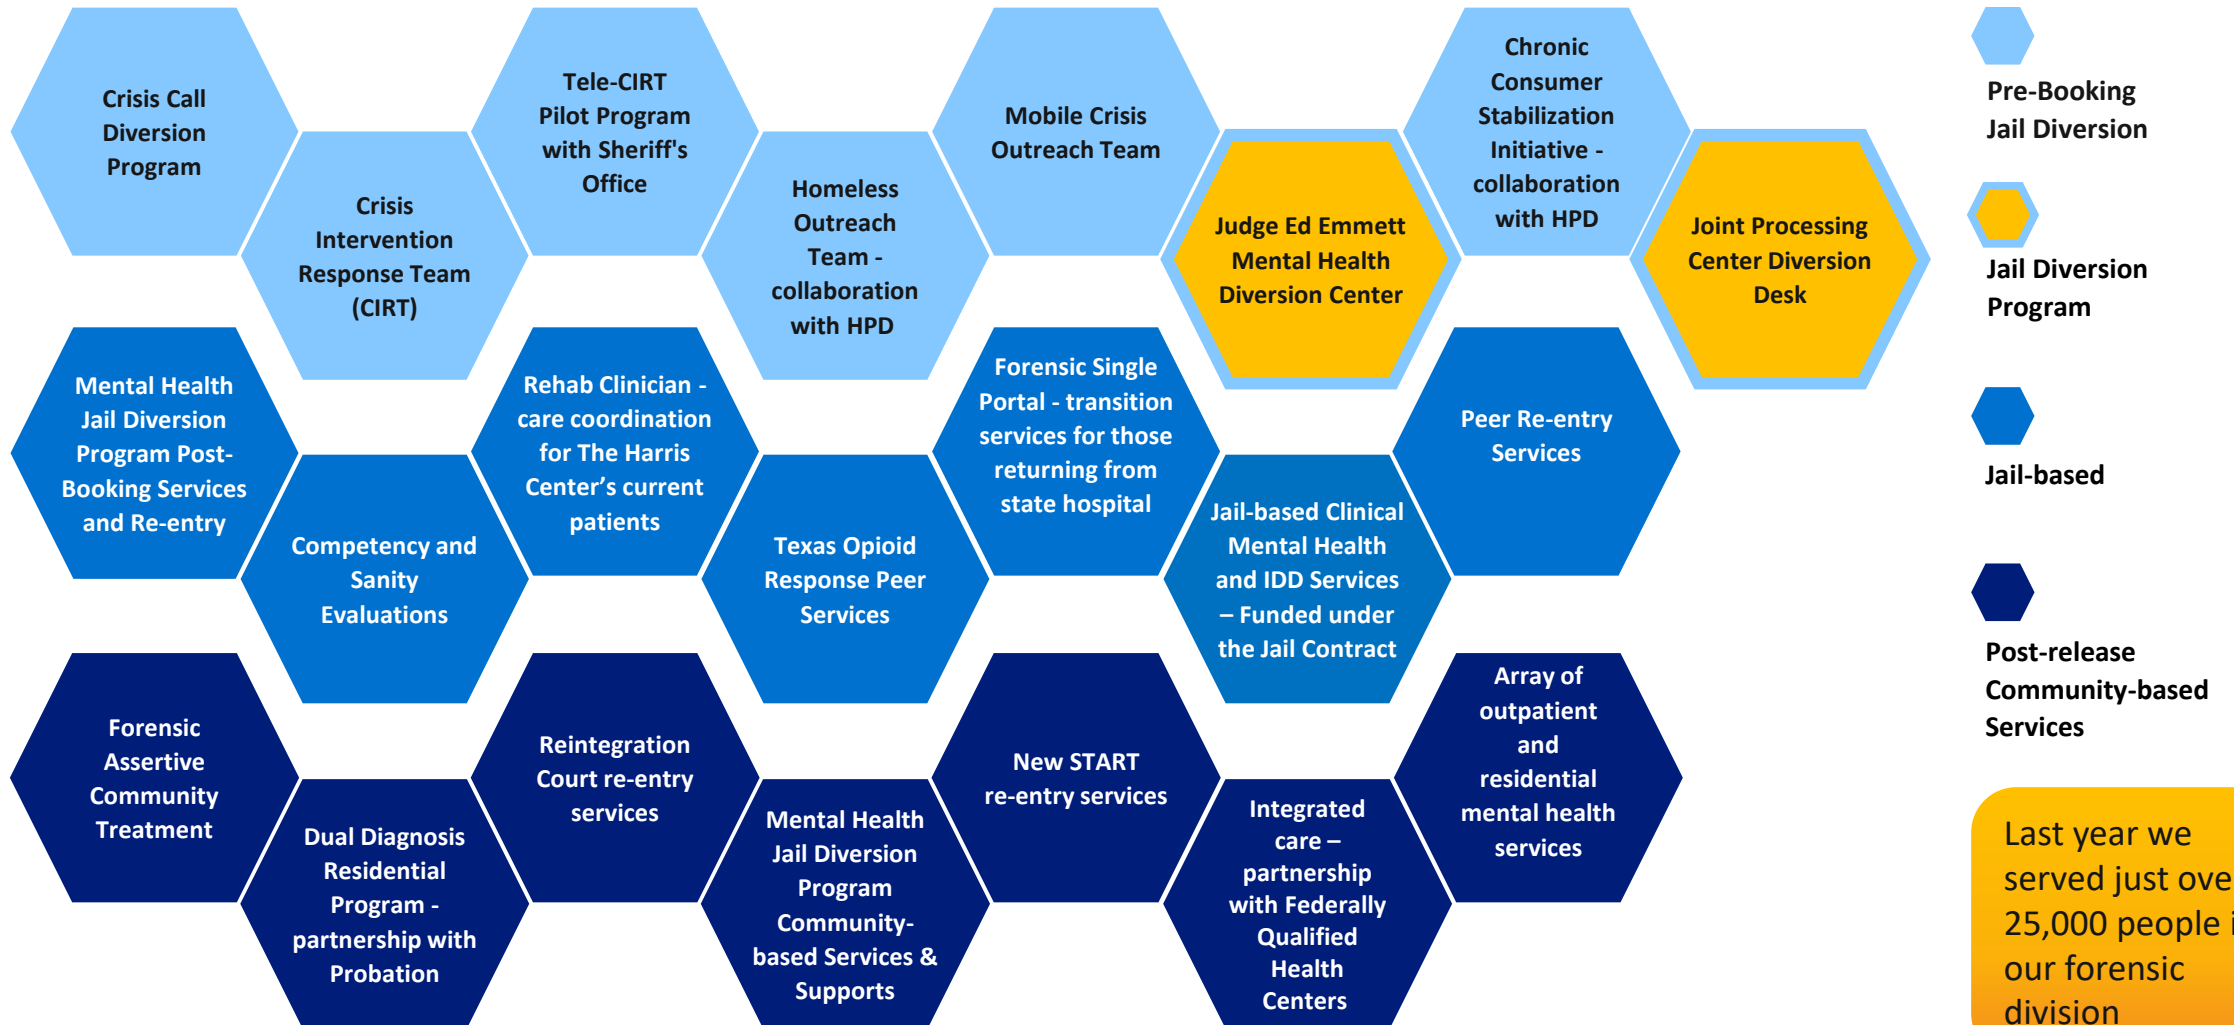 Crisis Call
Diversion
Program
Crisis
Intervention
Response Team
(CIRT)
Tele-CIRT
Pilot Program
with Sheriff's
Office
Homeless
Outreach
Team -
collaboration
with HPD
Mobile Crisis
Outreach Team
Judge Ed Emmett
Mental Health
Diversion Center
Chronic
Consumer
Stabilization
Initiative -
collaboration
with HPD
Joint Processing
Center Diversion
Desk
Mental Health
Jail Diversion
Program Post-
Booking Services
and Re-entry
Competency and
Sanity
Evaluations
Rehab Clinician -
care coordination
for The Harris
Center’s current
patients
Texas Opioid
Response Peer
Services
Forensic Single
Portal - transition
services for those
returning from
state hospital
Jail-based Clinical
Mental Health
and IDD Services
– Funded under
the Jail Contract
Peer Re-entry
Services
Forensic
Assertive
Community
Treatment
Dual Diagnosis
Residential
Program -
partnership with
Probation
Reintegration
Court re-entry
services
Mental Health
Jail Diversion
Program
Community-
based Services &
Supports
New START
re-entry services
Integrated
care –
partnership
with Federally
Qualified
Health
Centers
Array of
outpatient
and
residential
mental health
services
Pre-Booking
Jail Diversion
Jail Diversion
Program
Jail-based
Post-release
Community-based
Services
Last year we
served just ove
25,000 people i
our forensic
division